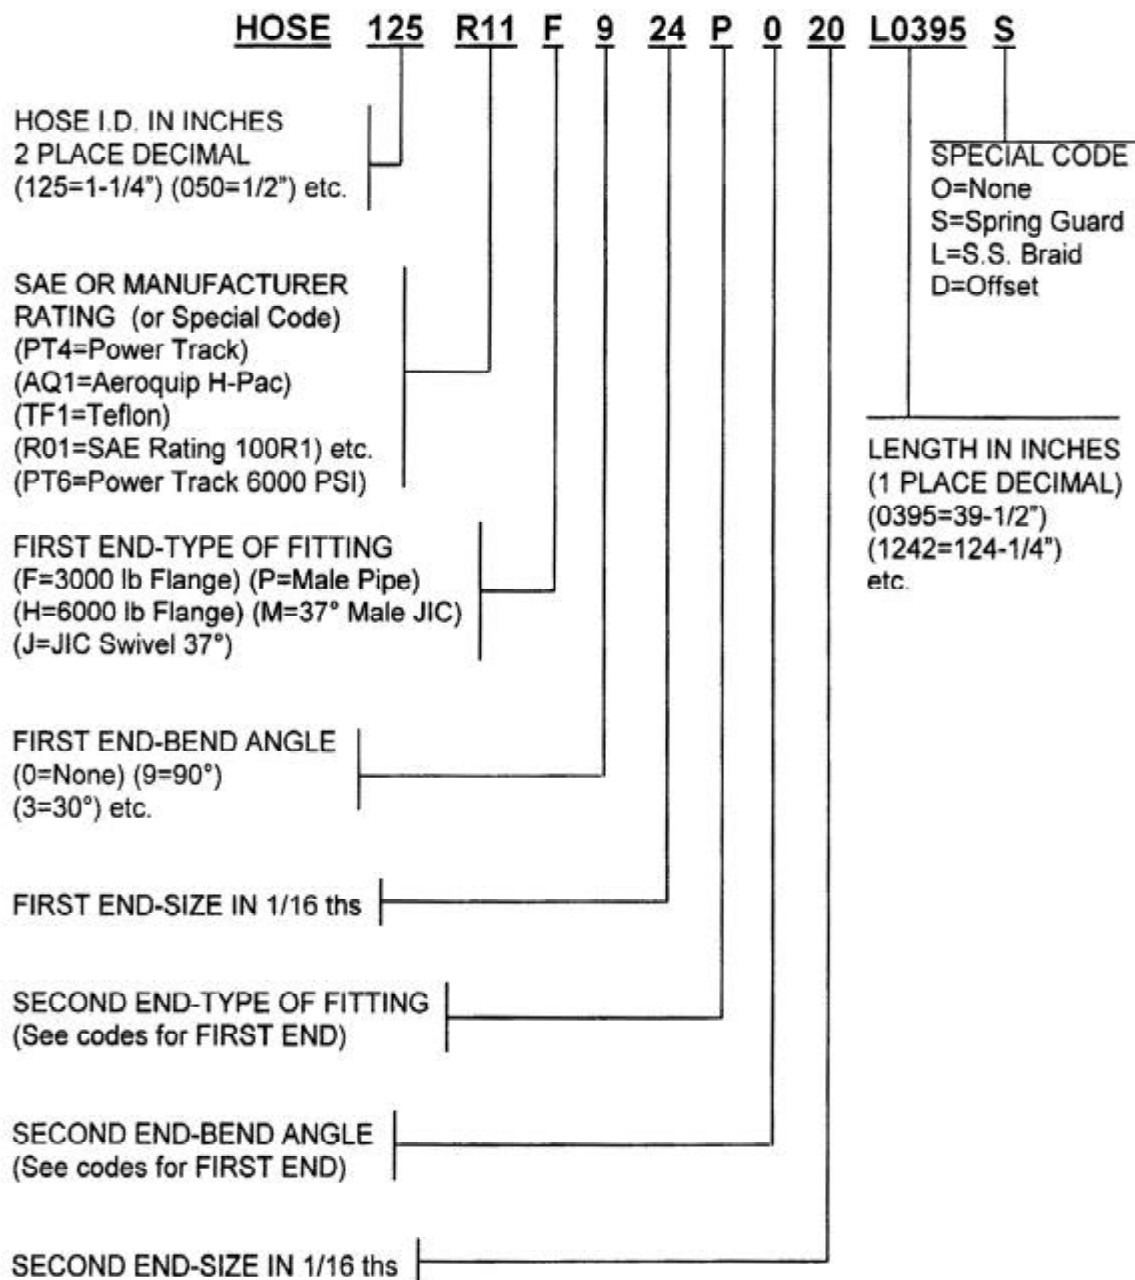 HOSE 125 R11 F 9 24 P 0 20 L0395 S
HOSE I.D. IN INCHES
2 PLACE DECIMAL
(125=1-1/4") (050=1/2") etc.
SPECIAL CODE
O=None
S=Spring Guard
L=S.S. Braid
D=Offset
SAE OR MANUFACTURER
RATING (or Special Code)
(PT4=Power Track)
(AQ1=Aeroquip H-Pac)
(TF1=Teflon)
(R01=SAE Rating 100R1) etc.
(PT6=Power Track 6000 PSI)
LENGTH IN INCHES
(1 PLACE DECIMAL)
(0395=39-1/2")
(1242=124-1/4")
etc.
FIRST END-TYPE OF FITTING
(F=3000 lb Flange) (P=Male Pipe)
(H=6000 lb Flange) (M=37° Male JIC)
(J=JIC Swivel 37°)
FIRST END-BEND ANGLE
(0=None) (9=90°)
(3=30°) etc.
FIRST END-SIZE IN 1/16 ths
SECOND END-TYPE OF FITTING
(See codes for FIRST END)
SECOND END-BEND ANGLE
(See codes for FIRST END)
SECOND END-SIZE IN 1/16 ths